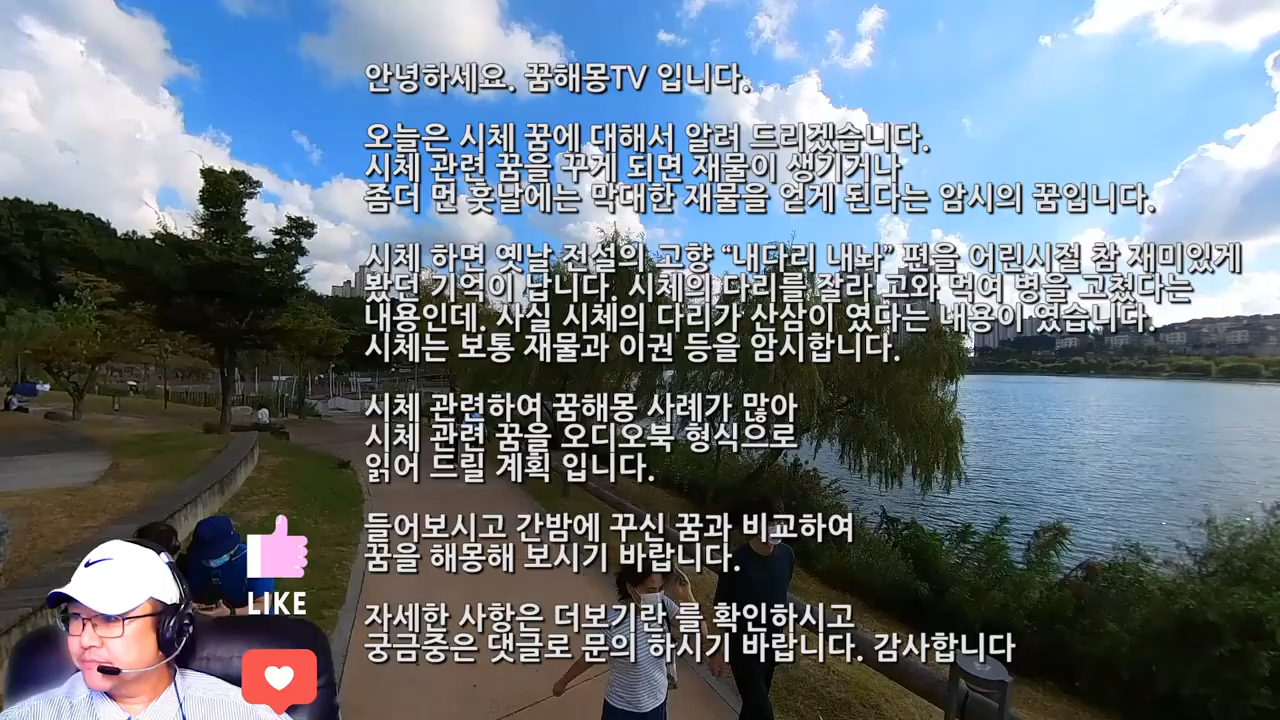 안녕하세요. 꿈해몽TV 입니다.
오늘은 시체 꿈에 대해서 알려 드리겠습니다.
시체 관련 꿈을 꾸게 되면 재물이 생기거나
좀더 먼 훗날에는 막대한 재물을 얻게 된다는 암시의 꿈입니다.
시체 하면 옛날 전설의 고향 “내다리 내놔” 편을 어린시절 참 재미있게
봤던 기억이 납니다. 시체의 다리를 잘라 고와 먹여 병을 고쳤다는
내용인데. 사실 시체의 다리가 산삼이 였다는 내용이 였습니다.
시체는 보통 재물과 이권 등을 암시합니다.
시체 관련하여 꿈해몽 사례가 많아
시체 관련 꿈을 오디오북 형식으로
읽어 드릴 계획 입니다.
들어보시고 간밤에 꾸신 꿈과 비교하여
꿈을 해몽해 보시기 바랍니다.
자세한 사항은 더보기란 를 확인하시고
궁금중은 댓글로 문의 하시기 바랍니다. 감사합니다
LIKE